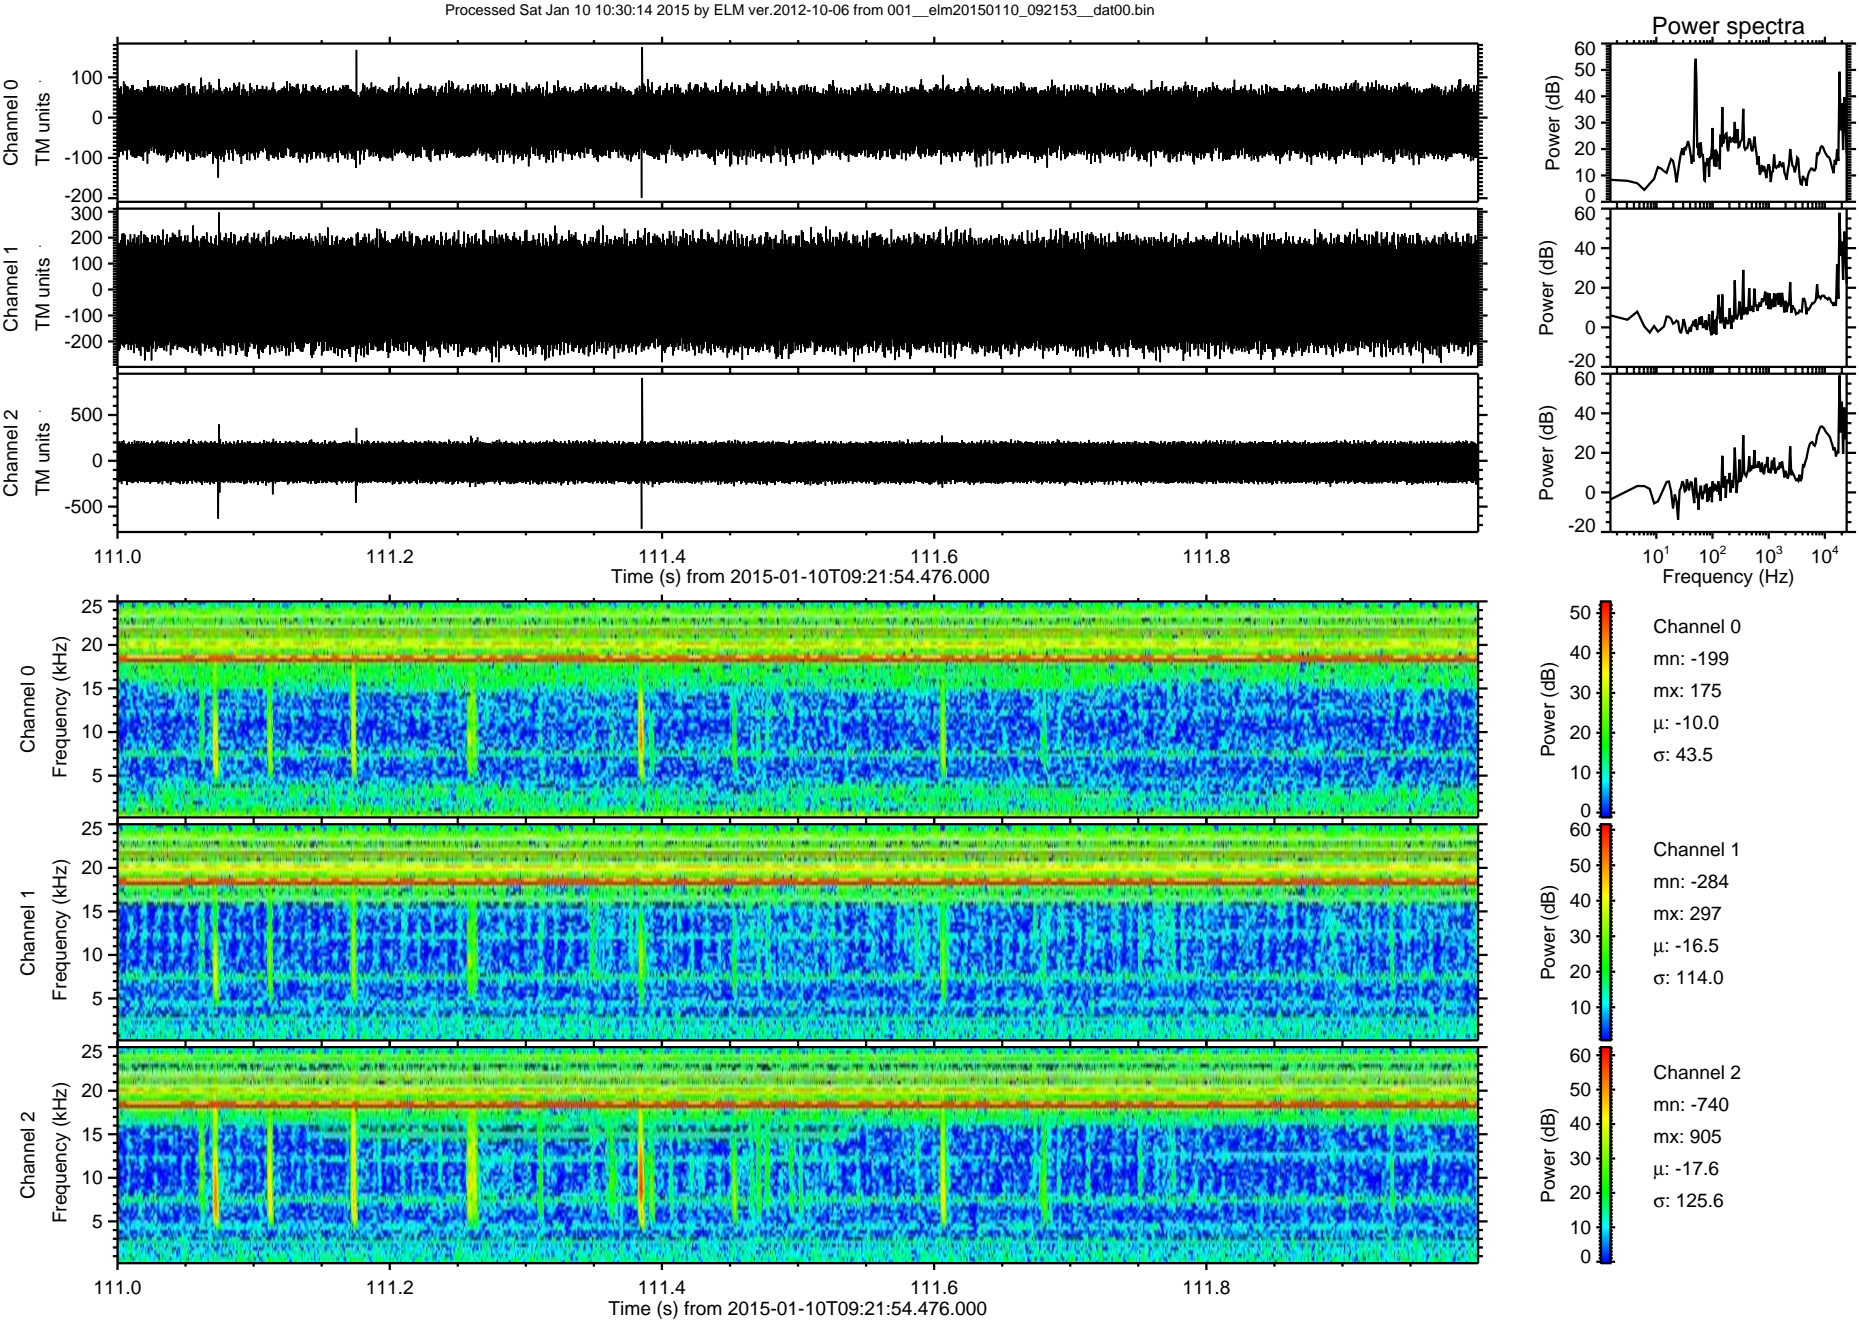 Processed Sat Jan 10 10:30:14 2015 by ELM ver.2012-10-06 from 001__elm20150110_092153__dat00.bin
Power spectra
Channel 0
TM units
100
0
-100
-200
Power (dB)
60
50
40
30
20
10
0
Channel 1
TM units
300
200
100
0
-100
-200
Power (dB)
60
40
20
0
-20
Channel 2
TM units
500
0
-500
Power (dB)
60
40
20
0
-20
111.0 111.2 111.4 111.6 111.8
Time (s) from 2015-01-10T09:21:54.476.000
10^1 10^2 10^3 10^4
Frequency (Hz)
Channel 0
Frequency (kHz)
25
20
15
10
5
Power (dB)
50
40
30
20
10
0
Channel 0
mn: -199
mx: 175
μ: -10.0
σ: 43.5
Channel 1
Frequency (kHz)
25
20
15
10
5
Power (dB)
60
50
40
30
20
10
Channel 1
mn: -284
mx: 297
μ: -16.5
σ: 114.0
Channel 2
Frequency (kHz)
25
20
15
10
5
Power (dB)
60
50
40
30
20
10
0
Channel 2
mn: -740
mx: 905
μ: -17.6
σ: 125.6
111.0 111.2 111.4 111.6 111.8
Time (s) from 2015-01-10T09:21:54.476.000